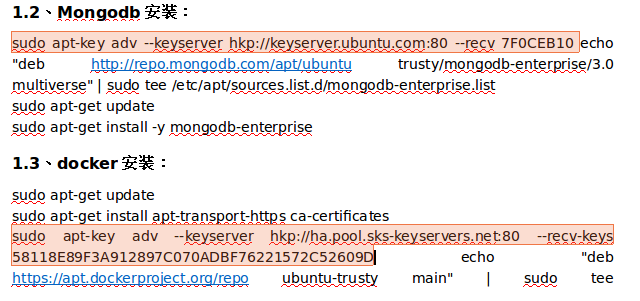 1.2、Mongodb 安装：
sudo apt-key adv --keyserver hkp://keyserver.ubuntu.com:80 --recv 7F0CEB10 echo
"deb http://repo.mongodb.com/apt/ubuntu trusty/mongodb-enterprise/3.0
multiverse" | sudo tee /etc/apt/sources.list.d/mongodb-enterprise.list
sudo apt-get update
sudo apt-get install -y mongodb-enterprise
1.3、docker 安装：
sudo apt-get update
sudo apt-get install apt-transport-https ca-certificates
sudo apt-key adv --keyserver hkp://ha.pool.sks-keyservers.net:80 --recv-keys
58118E89F3A912897C070ADBF76221572C52609D echo "deb
https://apt.dockerproject.org/repo ubuntu-trusty main" | sudo tee